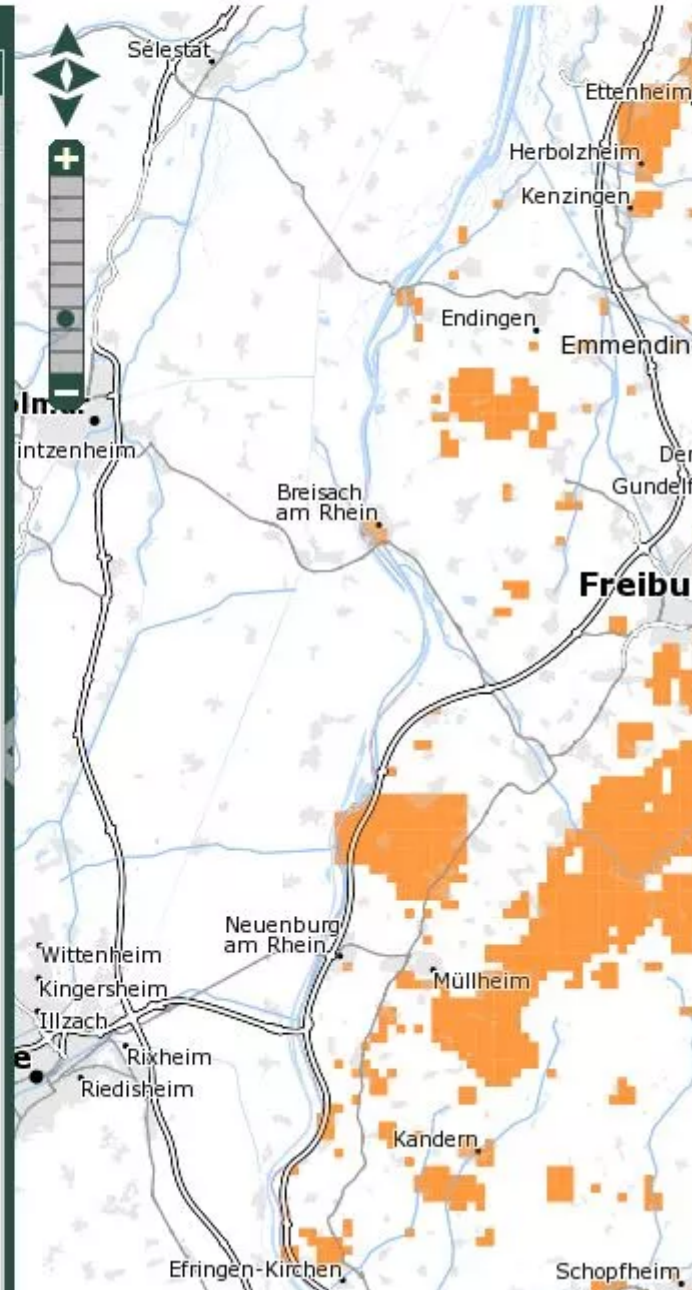 Sélestat
Ettenheim
Herbolzheim
Kenzingen
Endingen
Emmendin
olmar
intzenheim
Der
Gundelf
Breisach
am Rhein
Freibu
Neuenburg
am Rhein
Wittenheim
Müllheim
Kingersheim
Illzach
e
Rixheim
Riedisheim
Kandern
Efringen-Kirchen
Schopfheim